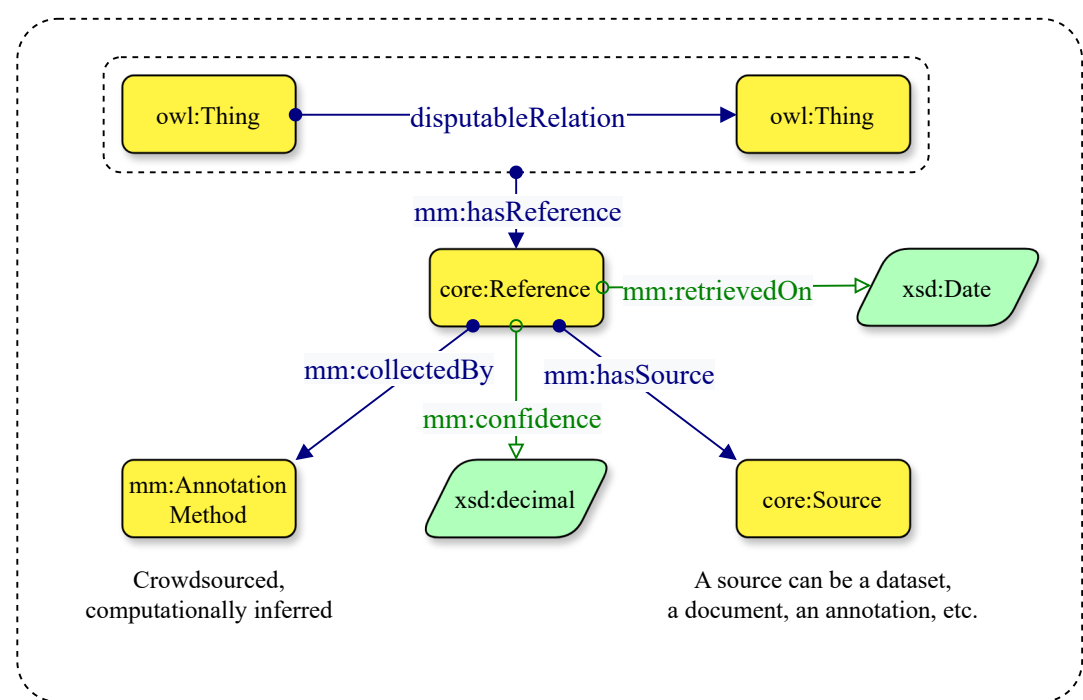 owl:Thing
disputableRelation
owl:Thing
mm:hasReference
core:Reference
mm:retrievedOn
xsd:Date
mm:collectedBy
mm:hasSource
mm:confidence
mm:Annotation
Method
xsd:decimal
core:Source
Crowdsourced,
computationally inferred
A source can be a dataset,
a document, an annotation, etc.